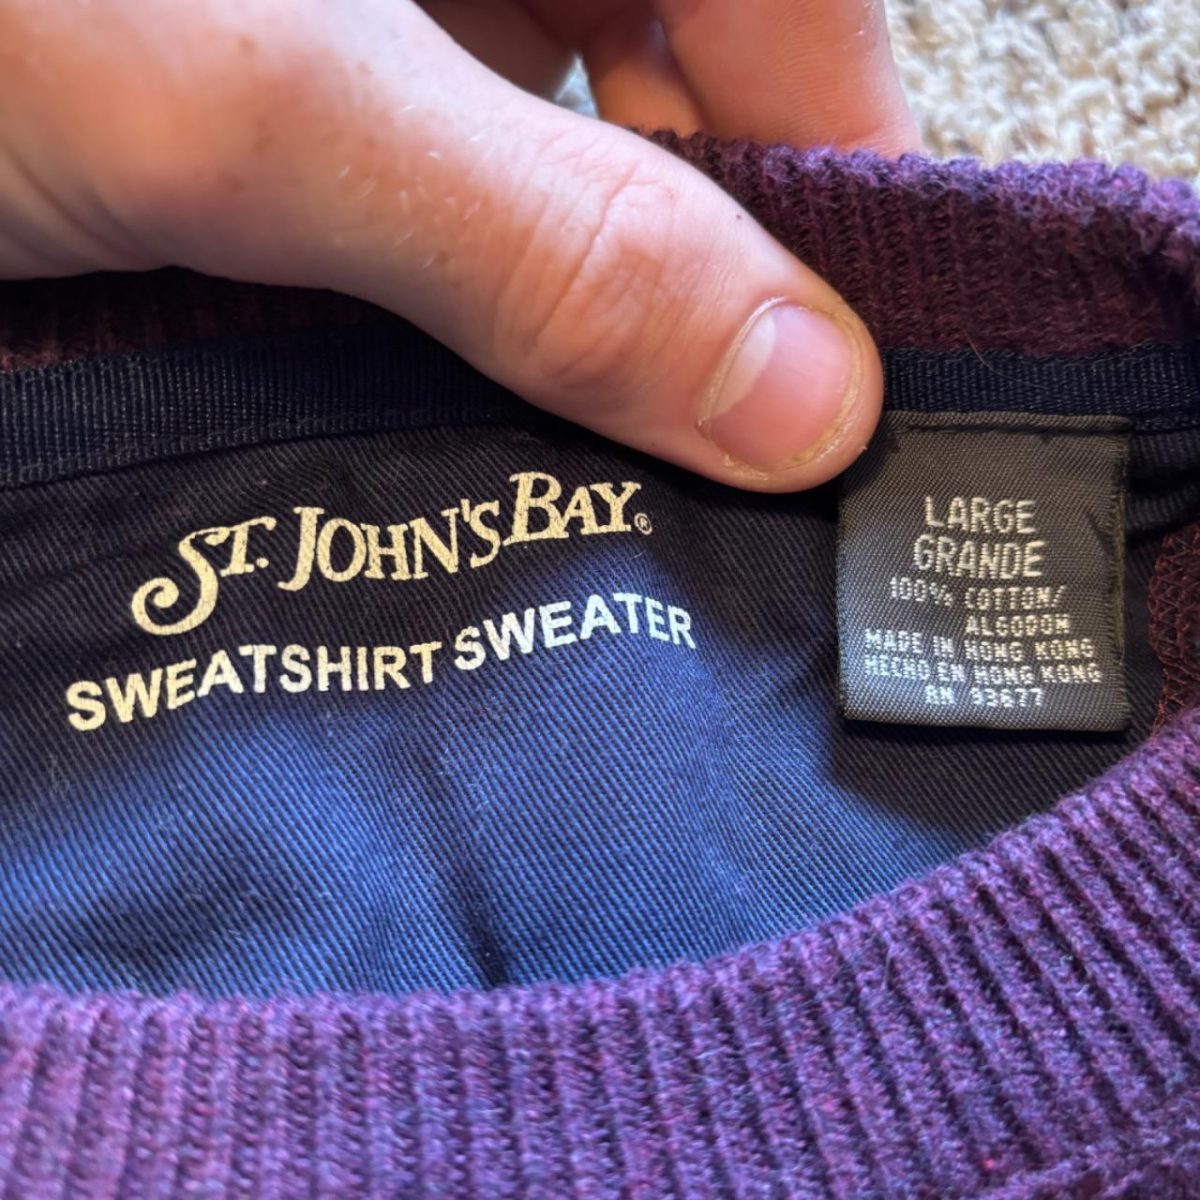 ST. JOHN'S BAY®
SWEATSHIRT SWEATER
LARGE
GRANDE
100% COTTON/
ALGODON
MADE IN HONG KONG
HECHO EN HONG KONG
RN 93677